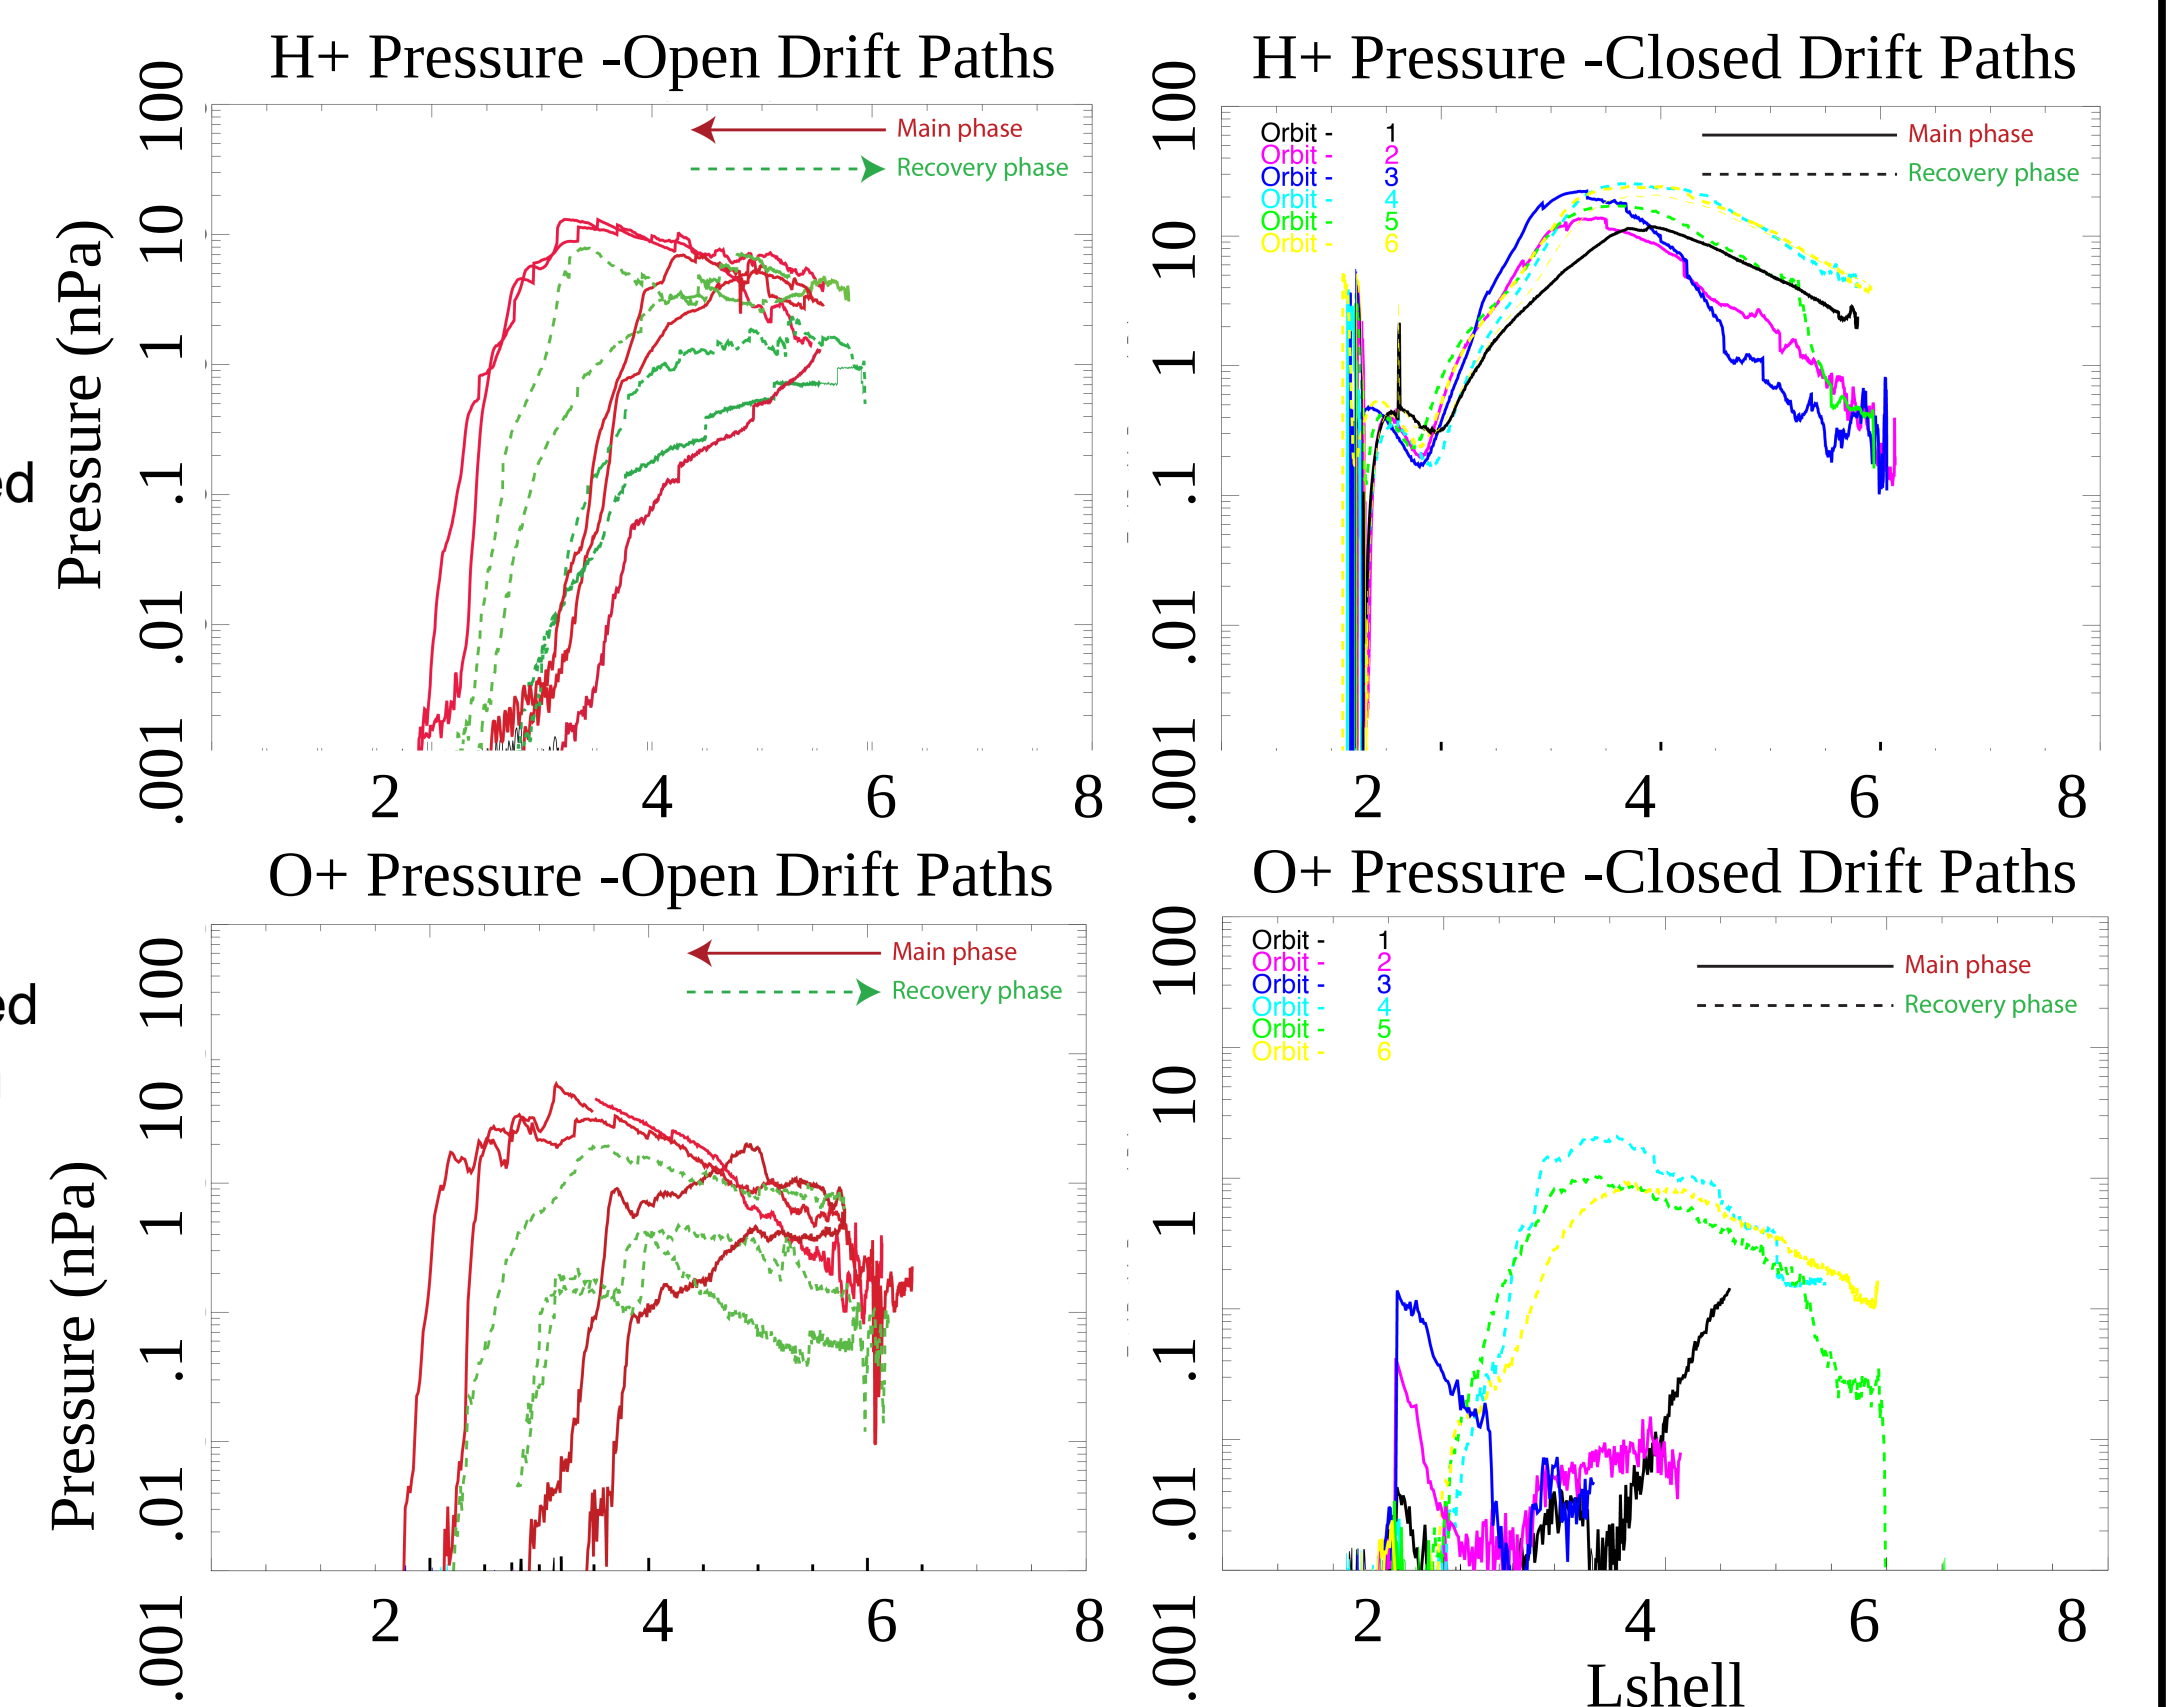 H+ Pressure -Open Drift Paths
100
10
1
.1
.01
.001
Pressure (nPa)
Main phase
Recovery phase
2 4 6 8
H+ Pressure -Closed Drift Paths
100
10
1
.1
.01
.001
Orbit - 1
Orbit - 2
Orbit - 3
Orbit - 4
Orbit - 5
Orbit - 6
Main phase
Recovery phase
2 4 6 8
ed
O+ Pressure -Open Drift Paths
100
10
1
.1
.01
.001
Pressure (nPa)
Main phase
Recovery phase
2 4 6 8
O+ Pressure -Closed Drift Paths
100
10
1
.1
.01
.001
Orbit - 1
Orbit - 2
Orbit - 3
Orbit - 4
Orbit - 5
Orbit - 6
Main phase
Recovery phase
2 4 6 8
Lshell
ed